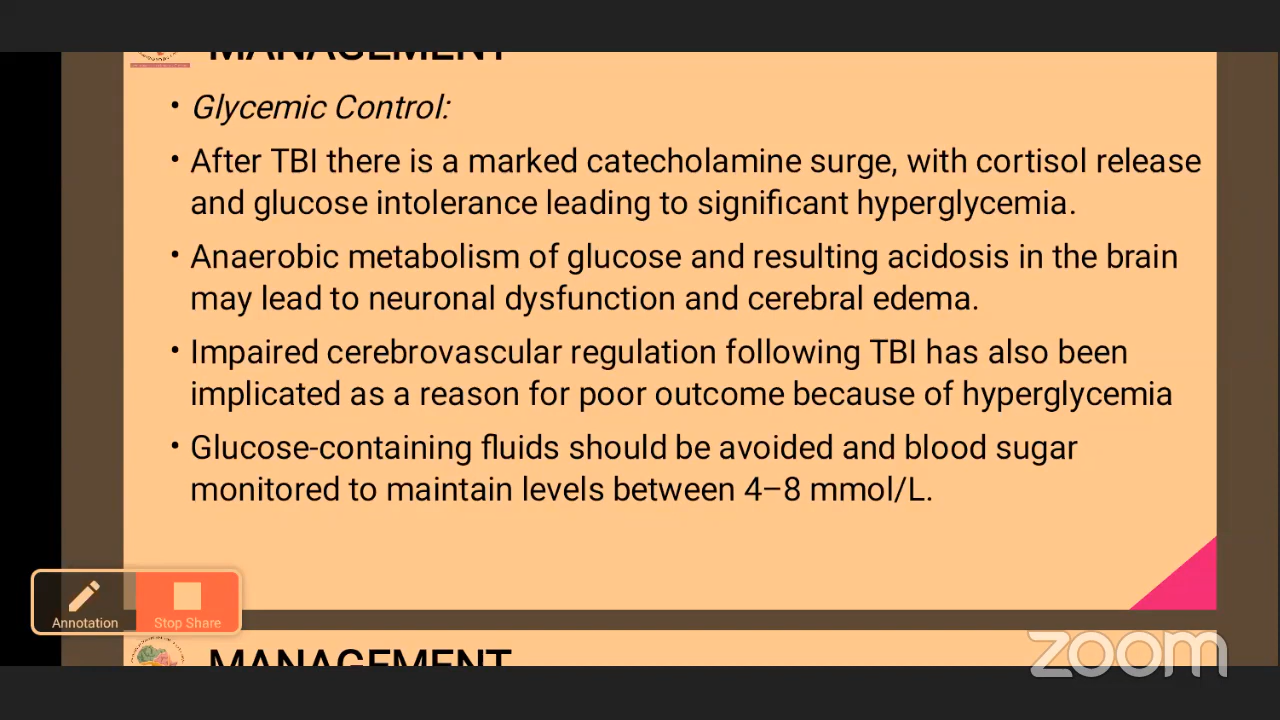 MANAGEMENT
• Glycemic Control:
• After TBI there is a marked catecholamine surge, with cortisol release
and glucose intolerance leading to significant hyperglycemia.
• Anaerobic metabolism of glucose and resulting acidosis in the brain
may lead to neuronal dysfunction and cerebral edema.
• Impaired cerebrovascular regulation following TBI has also been
implicated as a reason for poor outcome because of hyperglycemia
• Glucose-containing fluids should be avoided and blood sugar
monitored to maintain levels between 4–8 mmol/L.
Annotation
Stop Share
MANAGEMENT
zoom